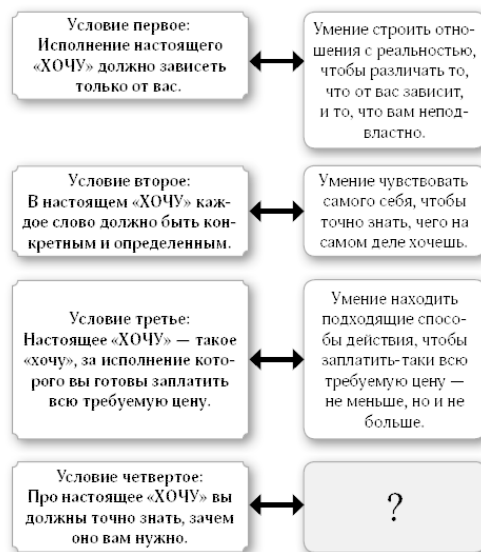 Условие первое:
Исполнение настоящего
«ХОЧУ» должно зависеть
только от вас.
Умение строить отно-
шения с реальностью,
чтобы различать то,
что от вас зависит,
и то, что вам непод-
властно.
Условие второе:
В настоящем «ХОЧУ» каж-
дое слово должно быть кон-
кретным и определенным.
Умение чувствовать
самого себя, чтобы
точно знать, чего на
самом деле хочешь.
Условие третье:
Настоящее «ХОЧУ» — такое
«хочу», за исполнение кото-
рого вы готовы заплатить
всю требуемую цену.
Умение находить
подходящие спосо-
бы действия, чтобы
заплатить-таки всю
требуемую цену —
не меньше, но и не
больше.
Условие четвертое:
Про настоящее «ХОЧУ» вы
должны точно знать, зачем
оно вам нужно.
?